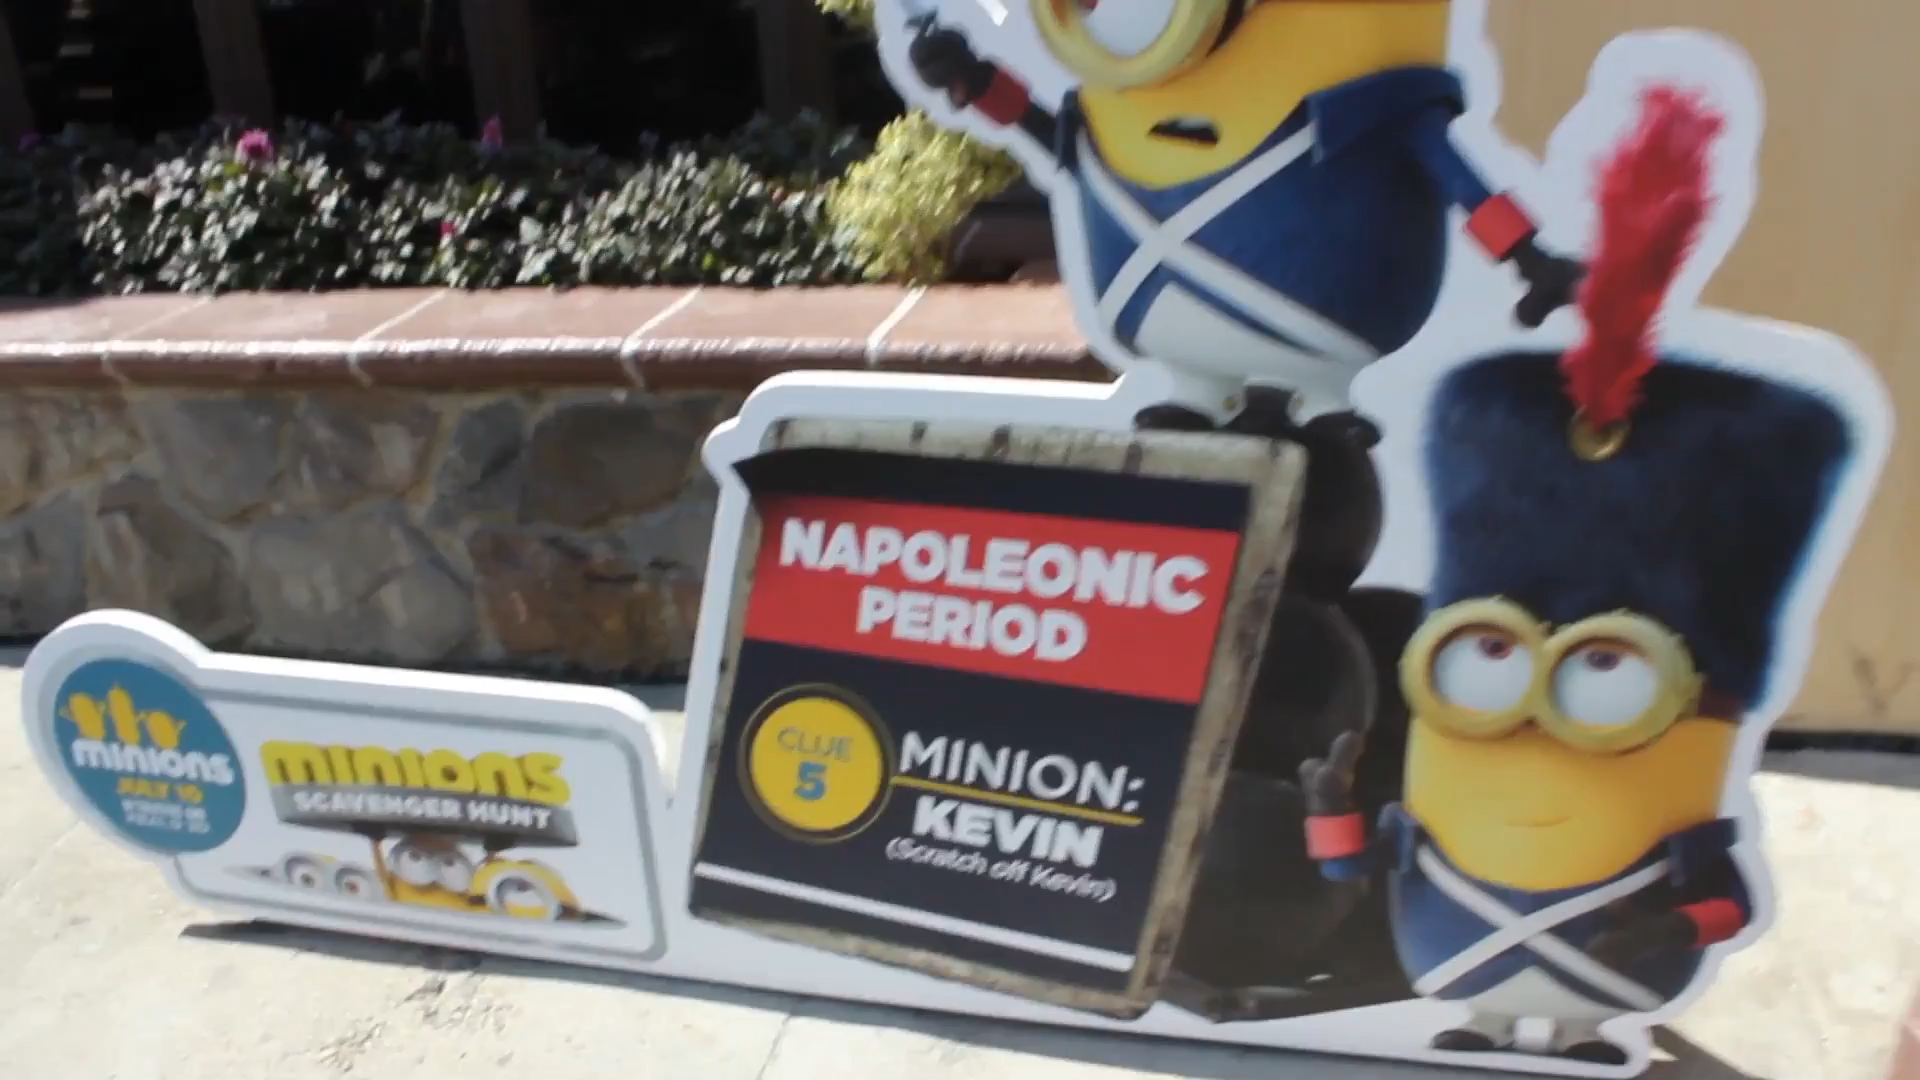 NAPOLEONIC
PERIOD
CLUE
5
MINION:
KEVIN
(Scratch off Kevin)
minions
JULY 10
minions
SCAVENGER HUNT